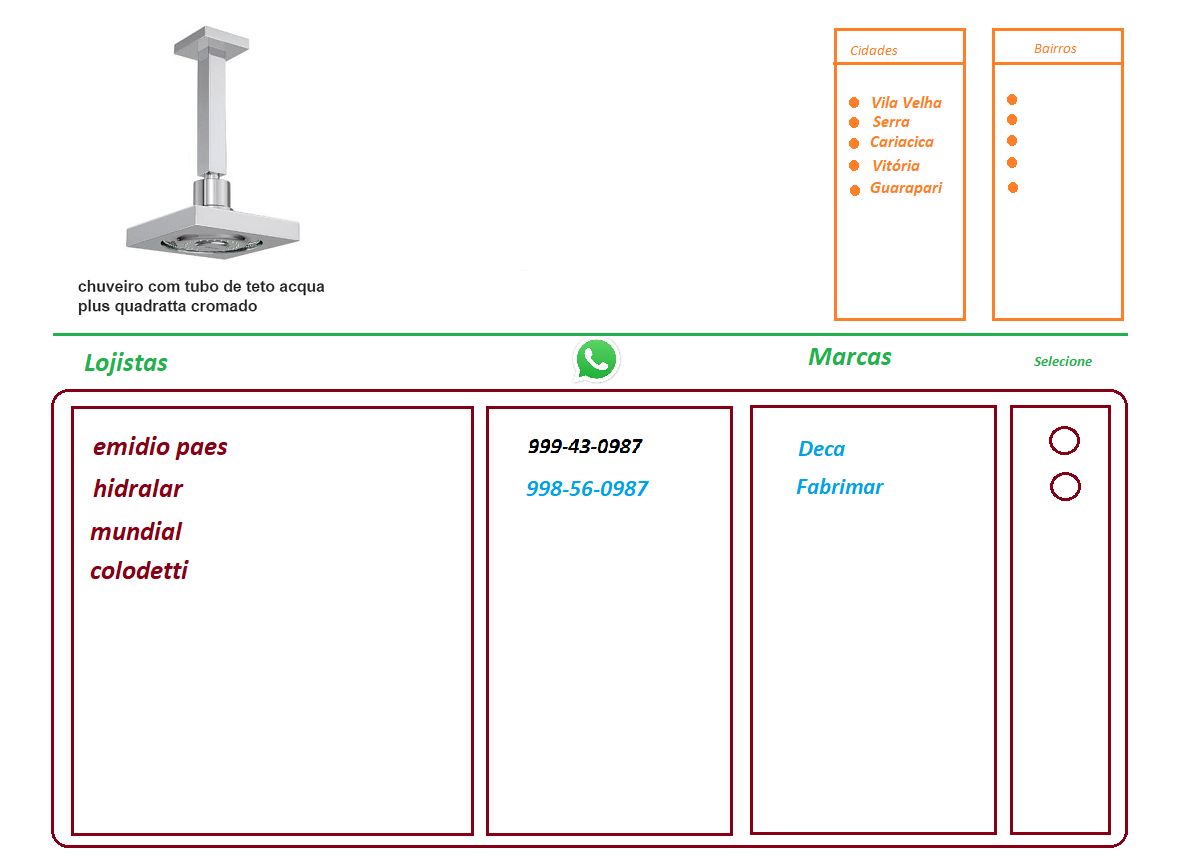 Cidades
Bairros
Vila Velha
Serra
Cariacica
Vitória
Guarapari
chuveiro com tubo de teto acqua
plus quadratta cromado
Lojistas
Marcas
Selecione
emidio paes
999-43-0987
Deca
hidralar
998-56-0987
Fabrimar
mundial
colodetti